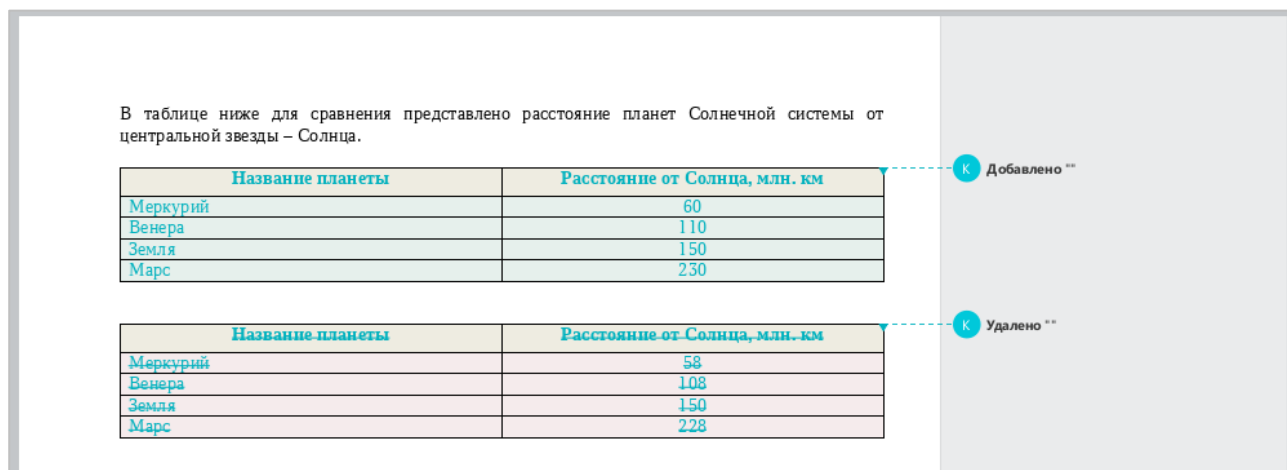 В таблице ниже для сравнения представлено расстояние планет Солнечной системы от
центральной звезды – Солнца.
Название планеты Расстояние от Солнца, млн. км
К Добавлено ""
Меркурий 60
Венера 110
Земля 150
Марс 230
Название планеты Расстояние от Солнца, млн. км
К Удалено ""
Меркурий 58
Венера 108
Земля 150
Марс 228